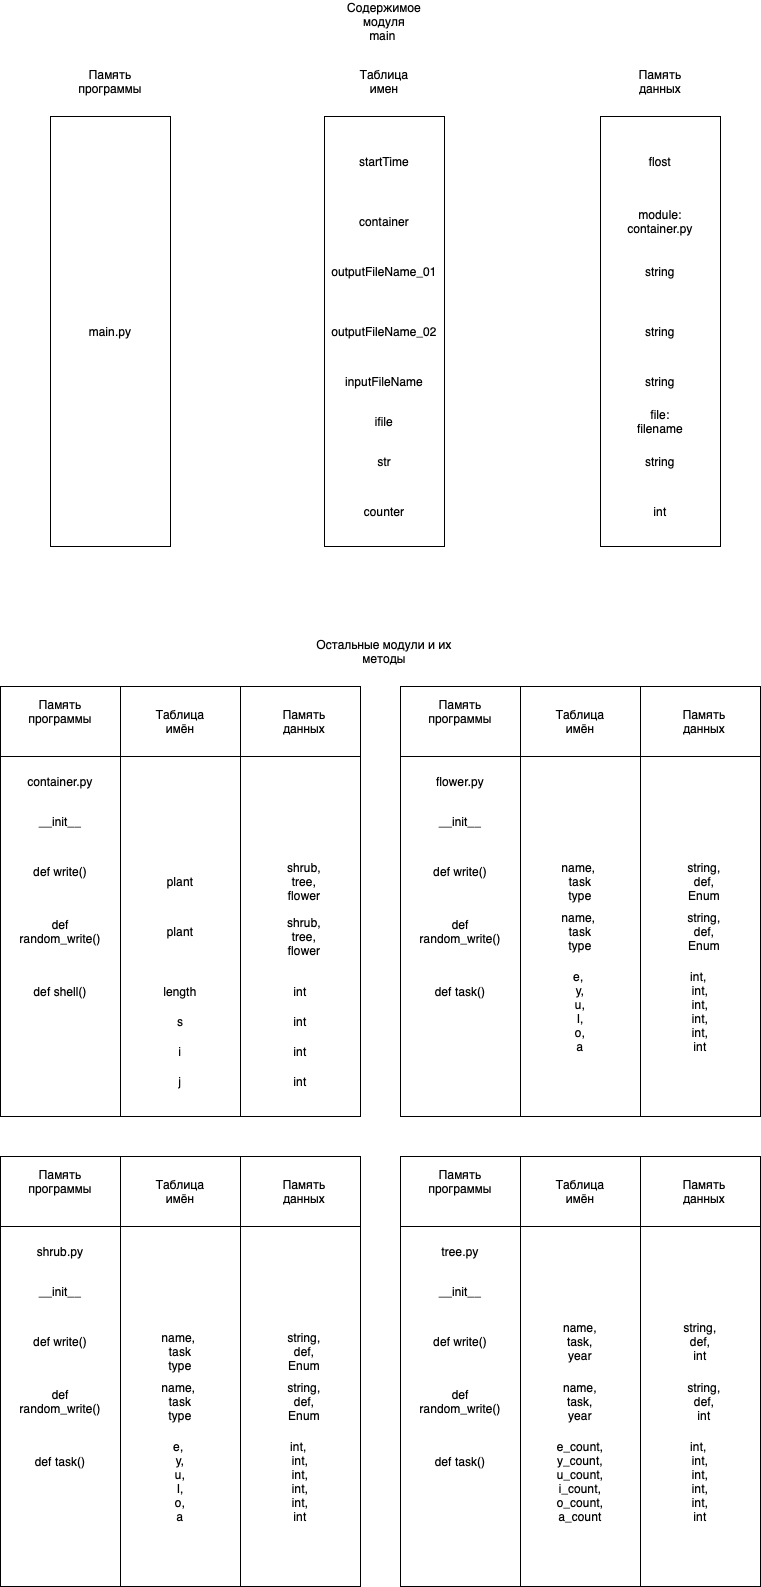 Содержимое
модуля
main
Память
программы
Таблица
имен
Память
данных
main.py
startTime
container
outputFileName_01
outputFileName_02
inputFileName
ifile
str
counter
flost
module:
container.py
string
string
string
file:
filename
string
int
Остальные модули и их
методы
Память
программы
Таблица
имён
Память
данных
container.py
__init__
def write()
plant
shrub,
tree,
flower
def
random_write()
plant
shrub,
tree,
flower
def shell()
length
int
s
int
i
int
j
int
Память
программы
Таблица
имён
Память
данных
flower.py
__init__
def write()
name,
task
type
string,
def,
Enum
def
random_write()
name,
task
type
string,
def,
Enum
def task()
e,
y,
u,
I,
o,
a
int,
int,
int,
int,
int,
int
Память
программы
Таблица
имён
Память
данных
shrub.py
__init__
def write()
name,
task
type
string,
def,
Enum
def
random_write()
name,
task
type
string,
def,
Enum
def task()
e,
y,
u,
I,
o,
a
int,
int,
int,
int,
int,
int
Память
программы
Таблица
имён
Память
данных
tree.py
__init__
def write()
name,
task,
year
string,
def,
int
def
random_write()
name,
task,
year
string,
def,
int
def task()
e_count,
y_count,
u_count,
i_count,
o_count,
a_count
int,
int,
int,
int,
int,
int